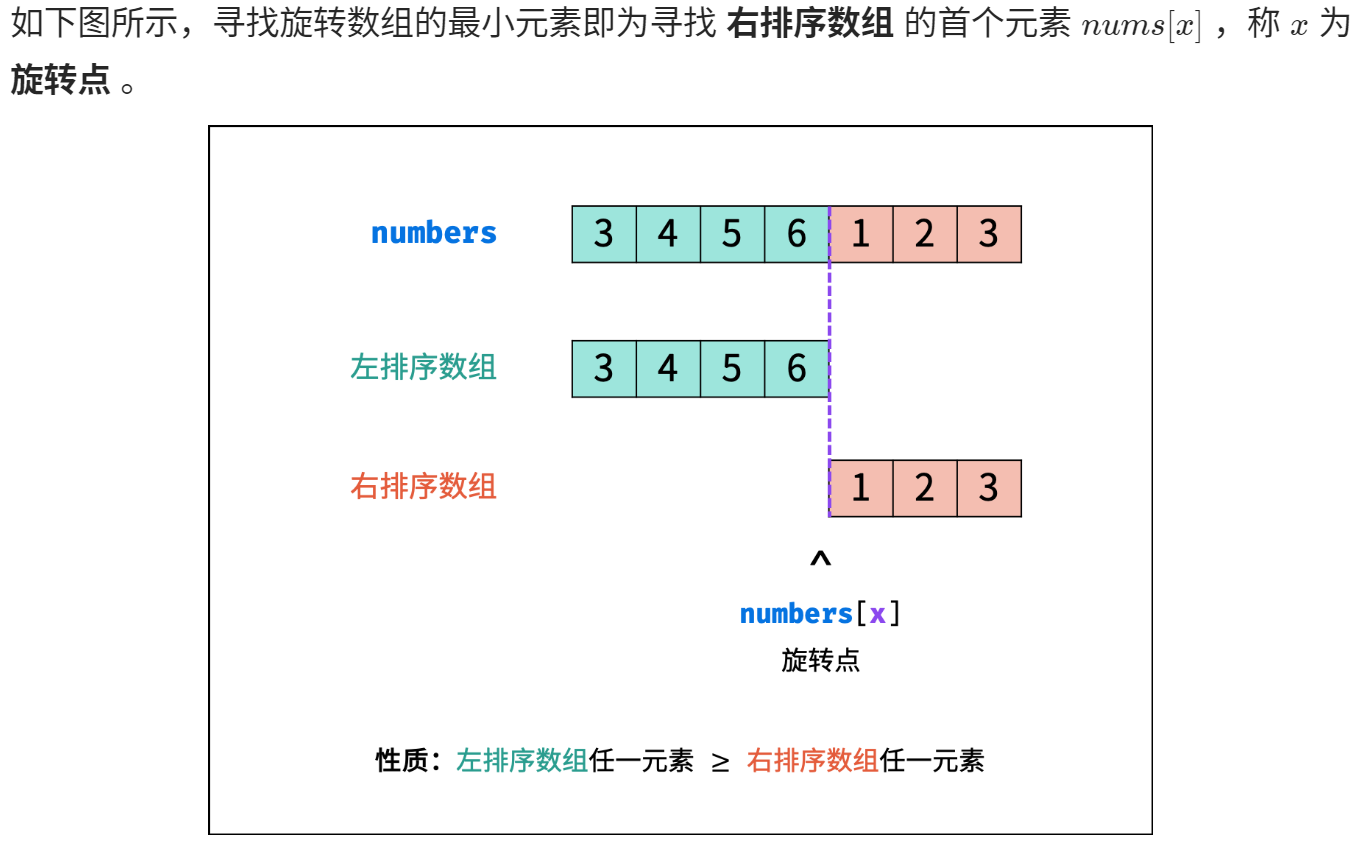 如下图所示，寻找旋转数组的最小元素即为寻找 右排序数组 的首个元素 nums[x] ，称 x 为
旋转点 。
numbers 3 4 5 6 1 2 3
左排序数组 3 4 5 6
右排序数组 1 2 3
^
numbers[x]
旋转点
性质：左排序数组任一元素 ≥ 右排序数组任一元素